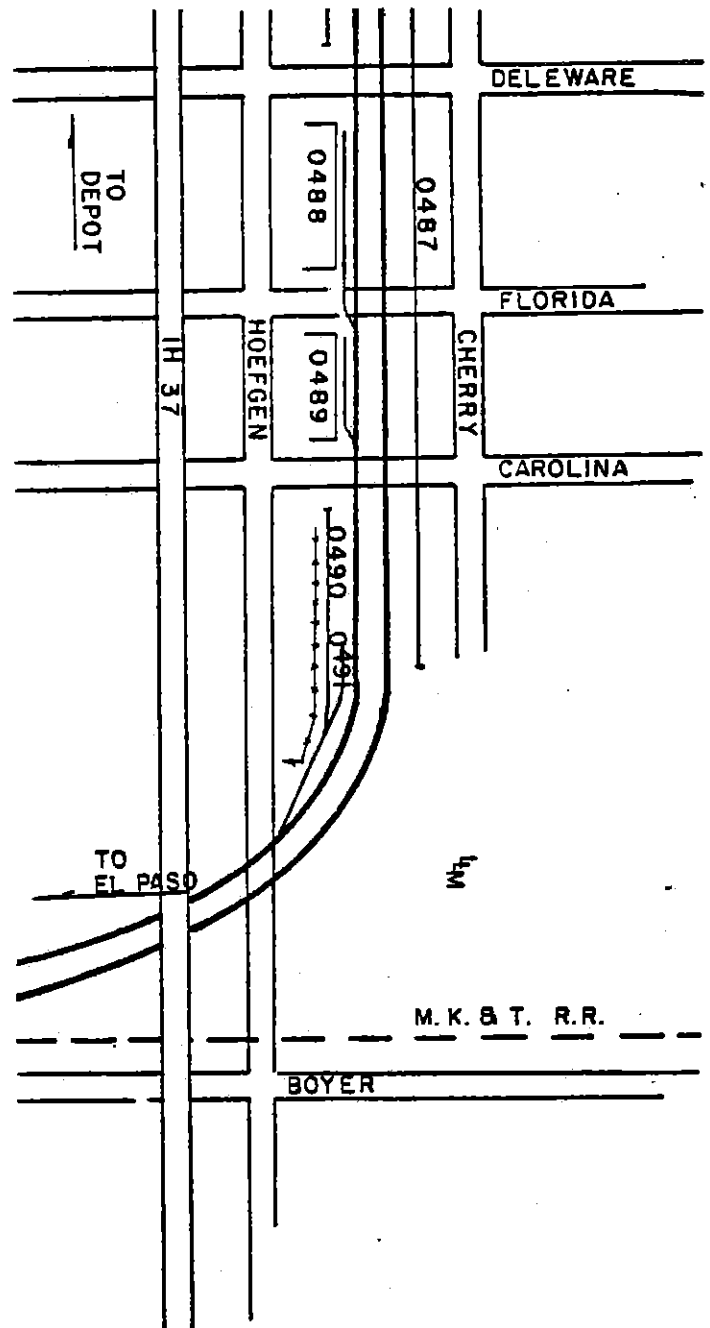 DELEWARE
TO
DEPOT
0488
0487
FLORIDA
IH 37
HOEFGEN
0489
CHERRY
CAROLINA
0490 0491
TO
EL PASO
M. K. & T. R.R.
BOYER